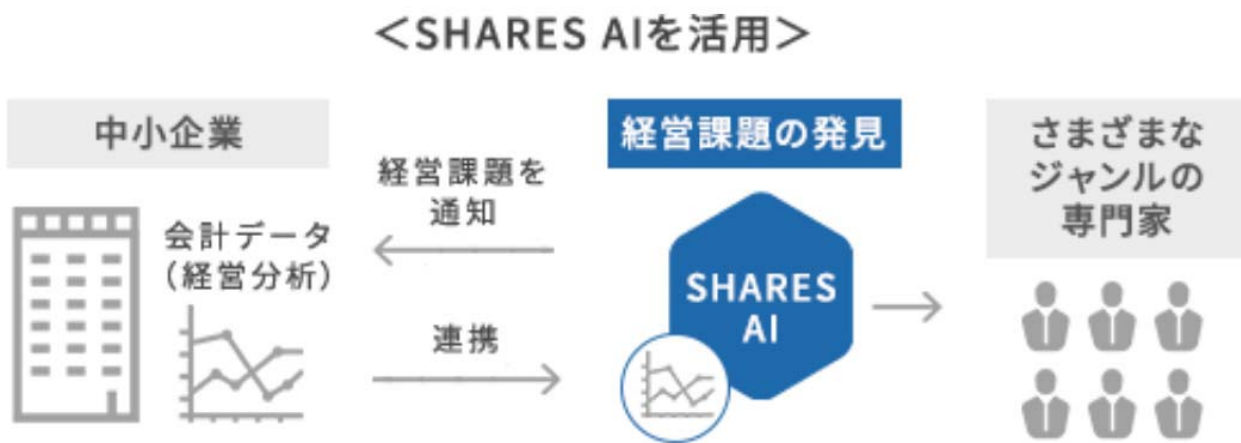 ＜SHARES AIを活用＞
中小企業
会計データ
（経営分析）
経営課題を
通知
連携
経営課題の発見
SHARES
AI
さまざまな
ジャンルの
専門家